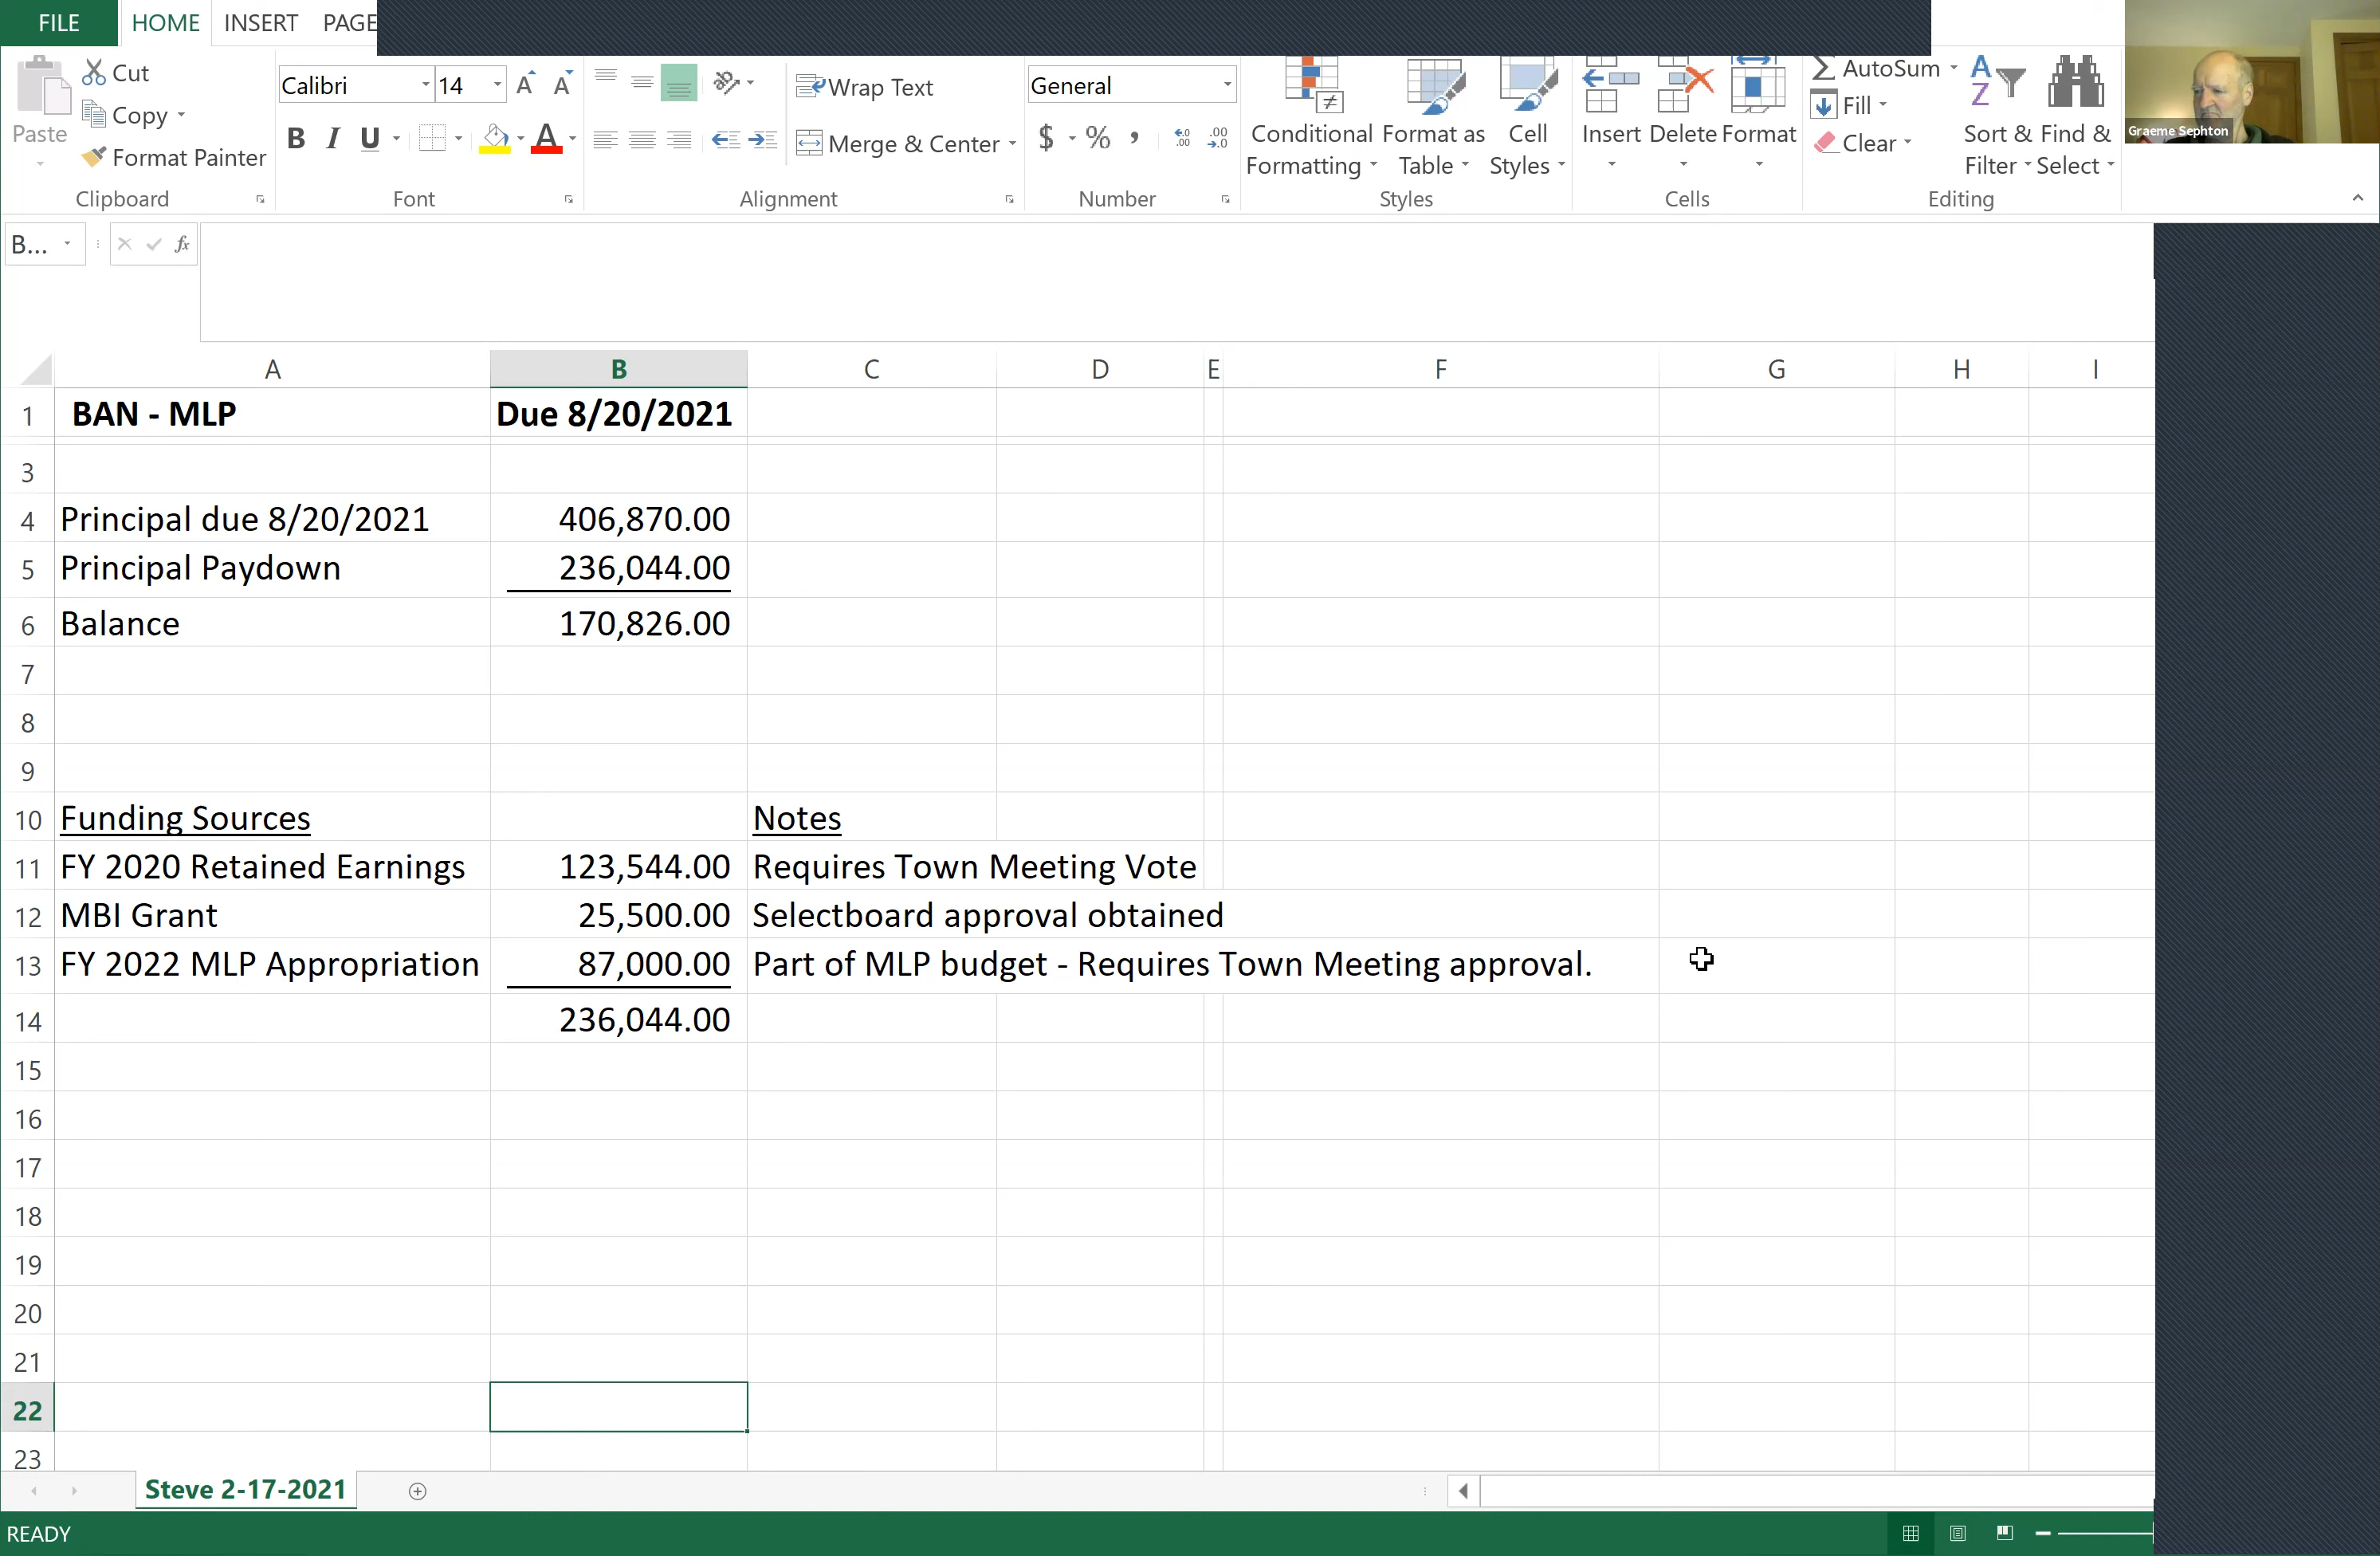 FILE HOME INSERT PAGE
Cut
Copy
Paste
Format Painter
Clipboard
Calibri 14
B I U
Font
Wrap Text
Merge & Center
Alignment
General
$ % ,
Number
Conditional Formatting
Format as Table
Cell Styles
Styles
Insert Delete Format
Cells
AutoSum
Fill
Clear
Sort & Filter
Find & Select
Editing
Graeme Sephton
B... fx
A B C D E F G H I
1 BAN - MLP Due 8/20/2021
3
4 Principal due 8/20/2021 406,870.00
5 Principal Paydown 236,044.00
6 Balance 170,826.00
7
8
9
10 Funding Sources Notes
11 FY 2020 Retained Earnings 123,544.00 Requires Town Meeting Vote
12 MBI Grant 25,500.00 Selectboard approval obtained
13 FY 2022 MLP Appropriation 87,000.00 Part of MLP budget - Requires Town Meeting approval.
14 236,044.00
15
16
17
18
19
20
21
22
23
Steve 2-17-2021
READY